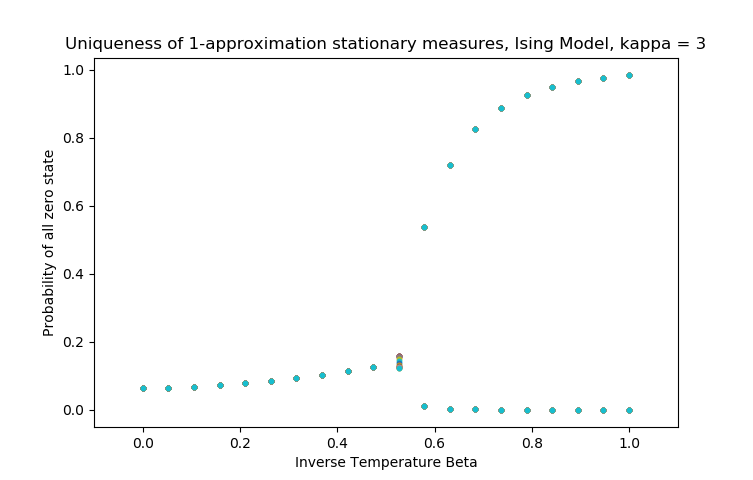 Uniqueness of 1-approximation stationary measures, Ising Model, kappa = 3
1.0
0.8
0.6
0.4
0.2
0.0
Probability of all zero state
0.0 0.2 0.4 0.6 0.8 1.0
Inverse Temperature Beta